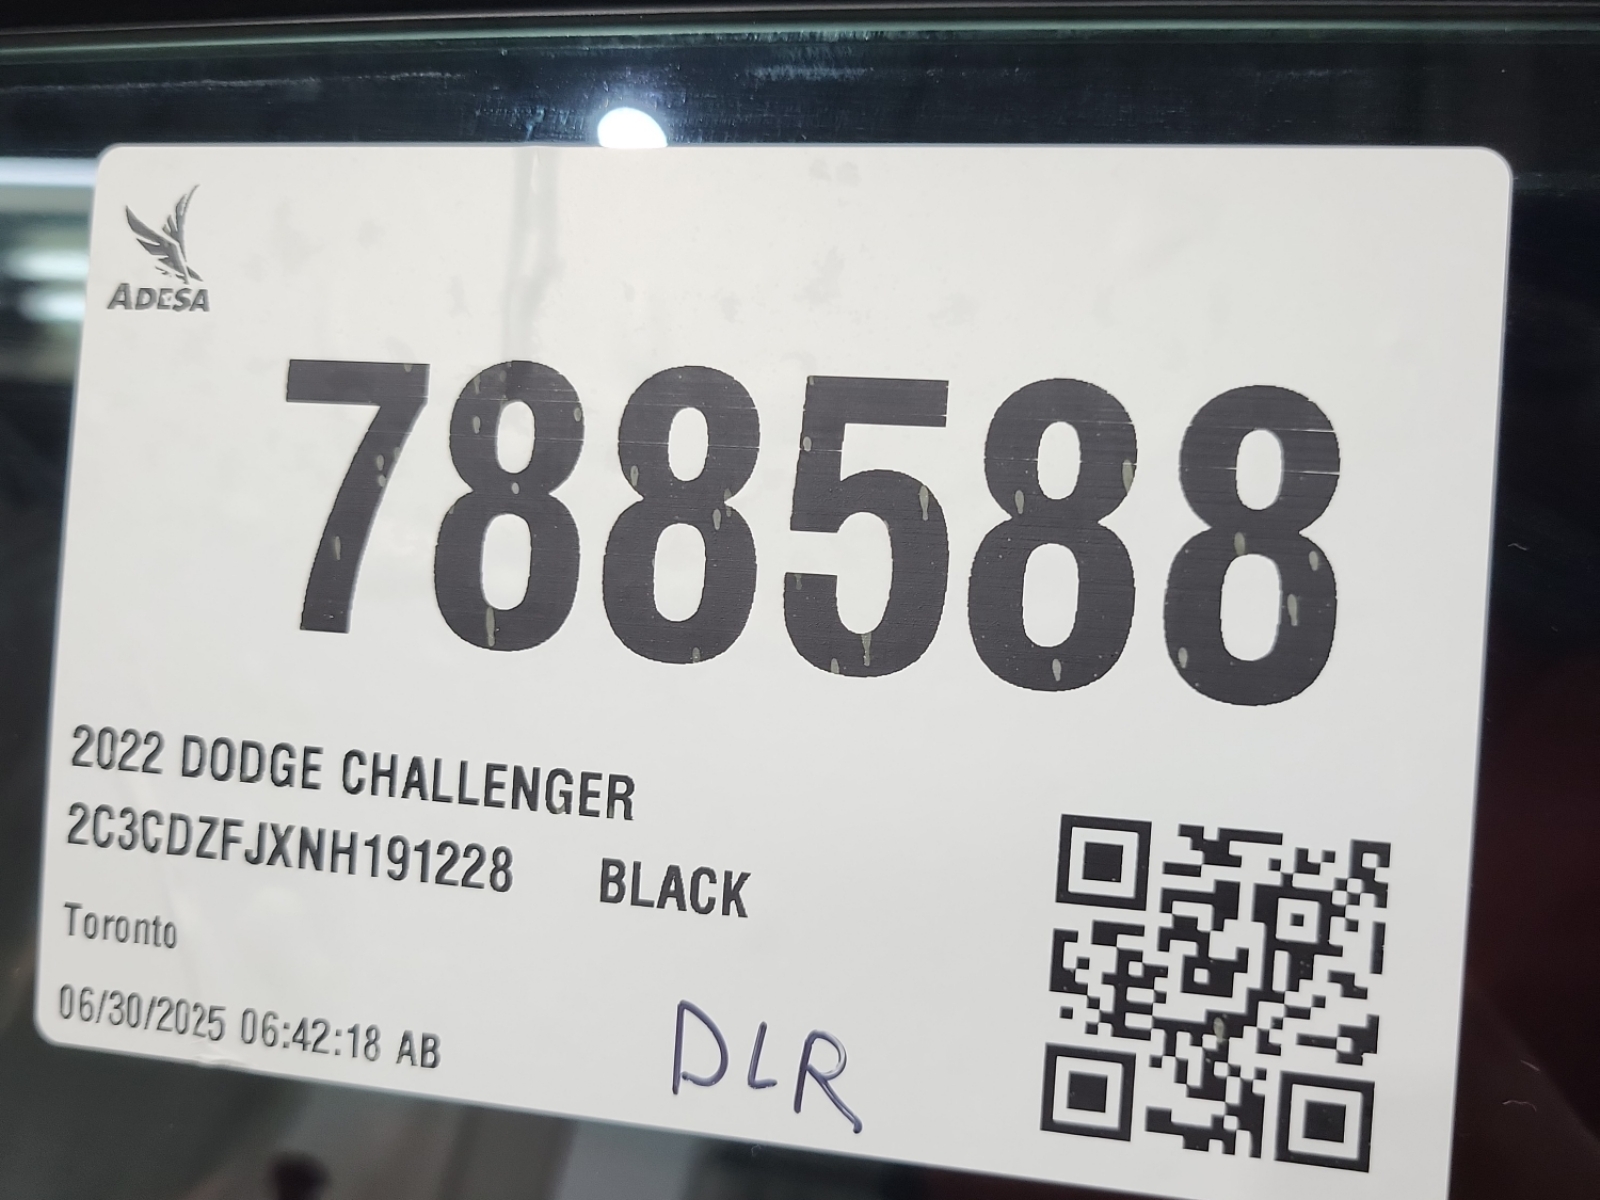 ADESA
788588
2022 DODGE CHALLENGER
2C3CDZFJXNH191228 BLACK
Toronto
06/30/2025 06:42:18 AB
DLR